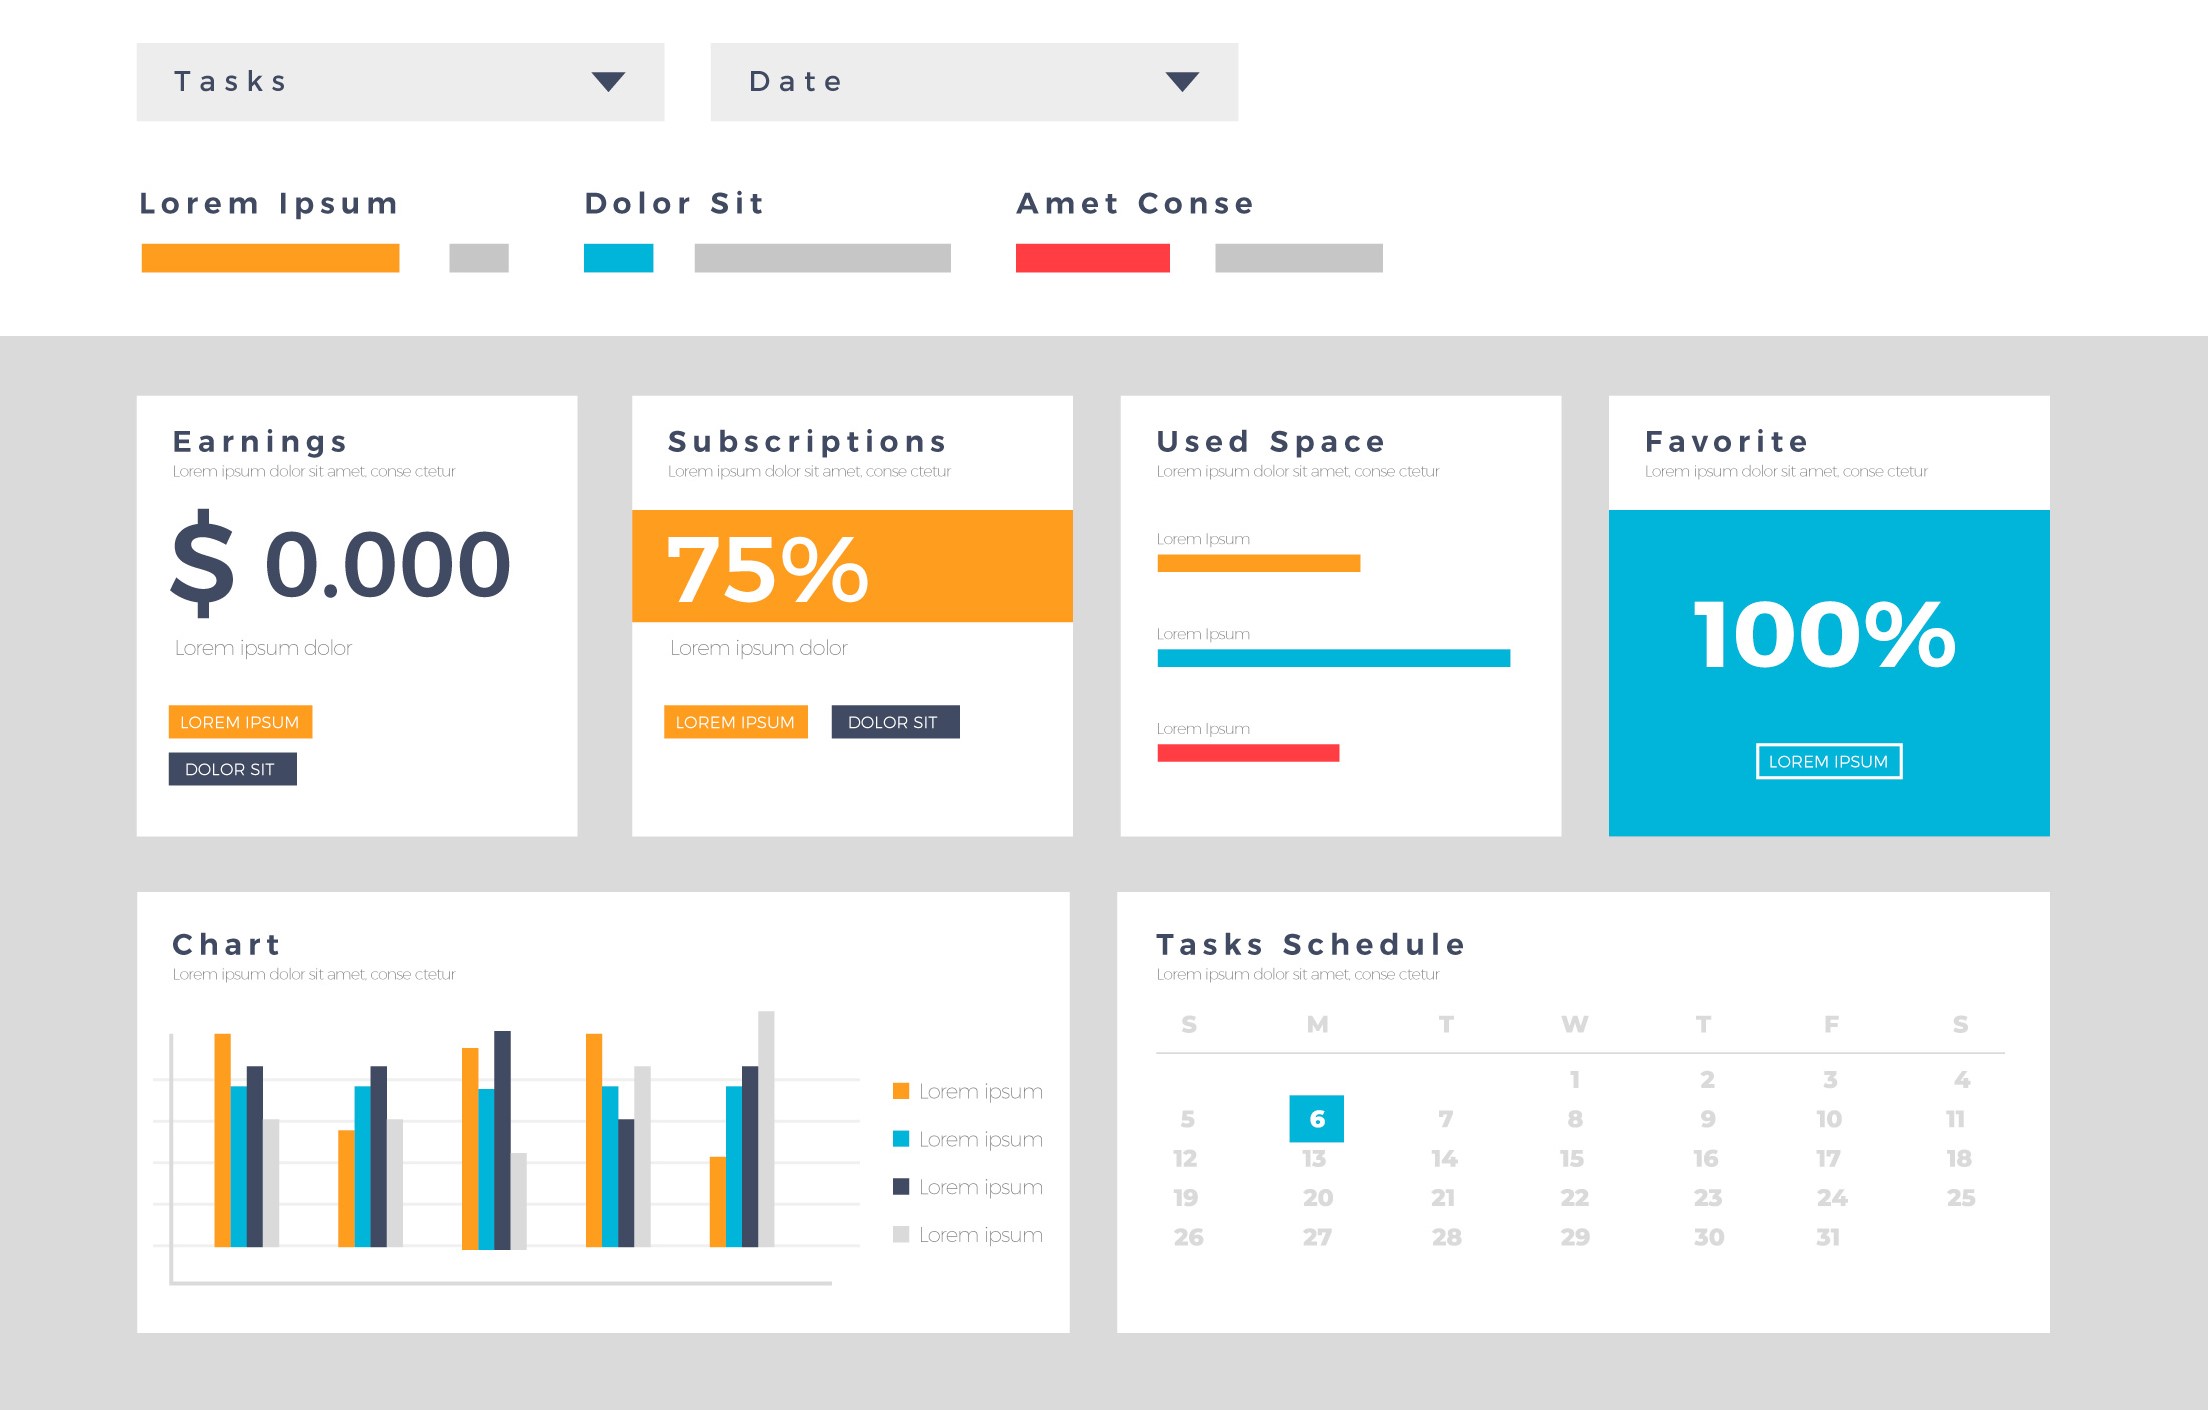 Tasks
Date
Lorem Ipsum
Dolor Sit
Amet Conse
Earnings
Lorem ipsum dolor sit amet, conse ctetur
$ 0.000
Lorem ipsum dolor
LOREM IPSUM
DOLOR SIT
Subscriptions
Lorem ipsum dolor sit amet, conse ctetur
75%
Lorem ipsum dolor
LOREM IPSUM DOLOR SIT
Used Space
Lorem ipsum dolor sit amet, conse ctetur
Lorem Ipsum
Lorem Ipsum
Lorem Ipsum
Favorite
Lorem ipsum dolor sit amet, conse ctetur
100%
LOREM IPSUM
Chart
Lorem ipsum dolor sit amet, conse ctetur
Lorem ipsum
Lorem ipsum
Lorem ipsum
Lorem ipsum
Tasks Schedule
Lorem ipsum dolor sit amet, conse ctetur
S M T W T F S
1 2 3 4
5 6 7 8 9 10 11
12 13 14 15 16 17 18
19 20 21 22 23 24 25
26 27 28 29 30 31